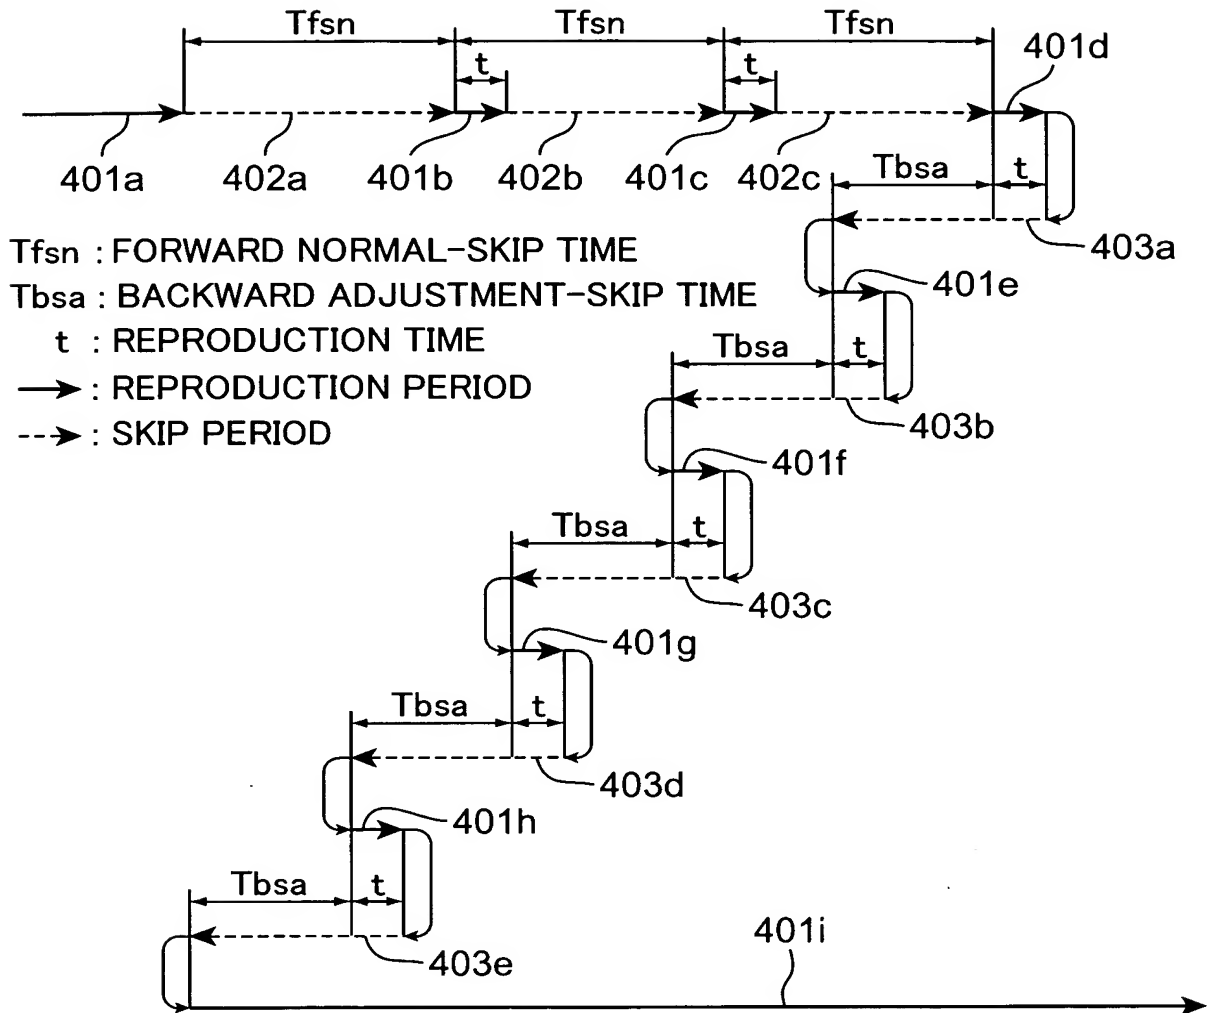 Tfsn Tfsn Tfsn
t t 401d
401a 402a 401b 402b 401c 402c Tbsa t
403a
Tfsn : FORWARD NORMAL-SKIP TIME
Tbsa : BACKWARD ADJUSTMENT-SKIP TIME
t : REPRODUCTION TIME
: REPRODUCTION PERIOD
: SKIP PERIOD
401e
Tbsa t
403b
401f
Tbsa t
403c
401g
Tbsa t
403d
401h
Tbsa t
403e
401i